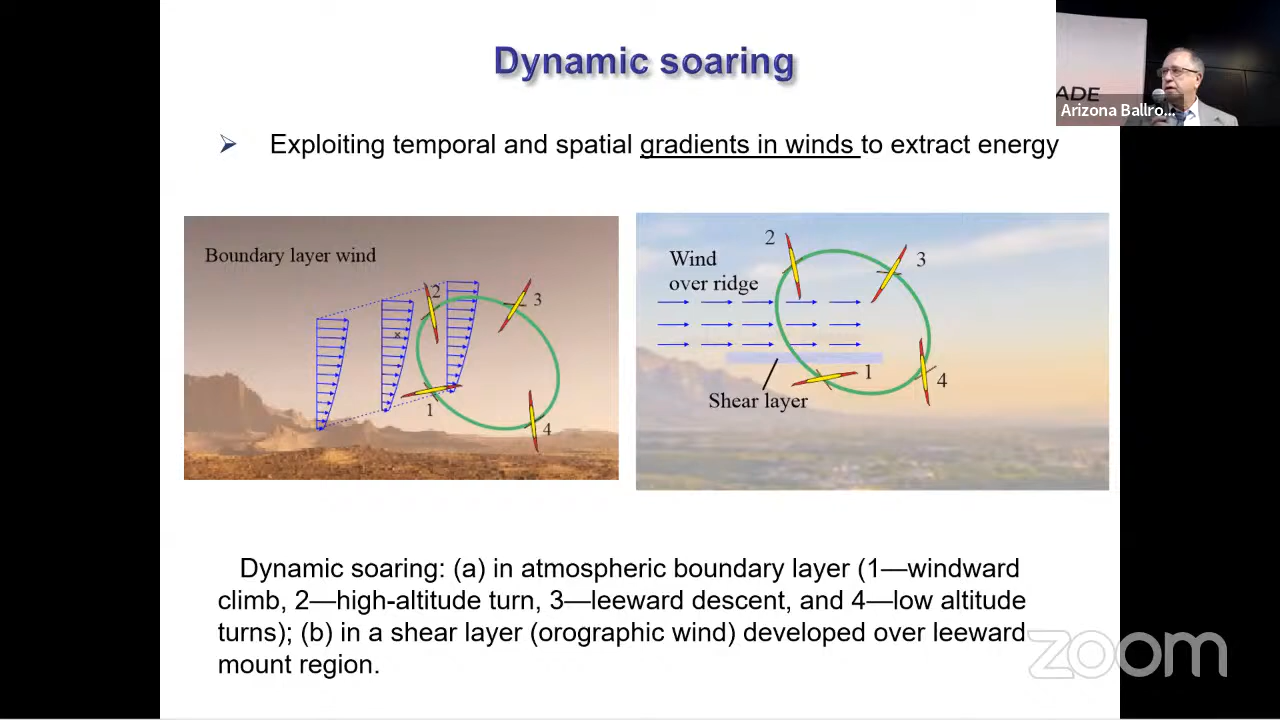 Dynamic soaring
ADE
Arizona Ballro...
➢ Exploiting temporal and spatial gradients in winds to extract energy
Boundary layer wind
2
3
1
4
Wind
over ridge
2
3
1
4
Shear layer
Dynamic soaring: (a) in atmospheric boundary layer (1—windward
climb, 2—high-altitude turn, 3—leeward descent, and 4—low altitude
turns); (b) in a shear layer (orographic wind) developed over leeward
mount region.
zoom